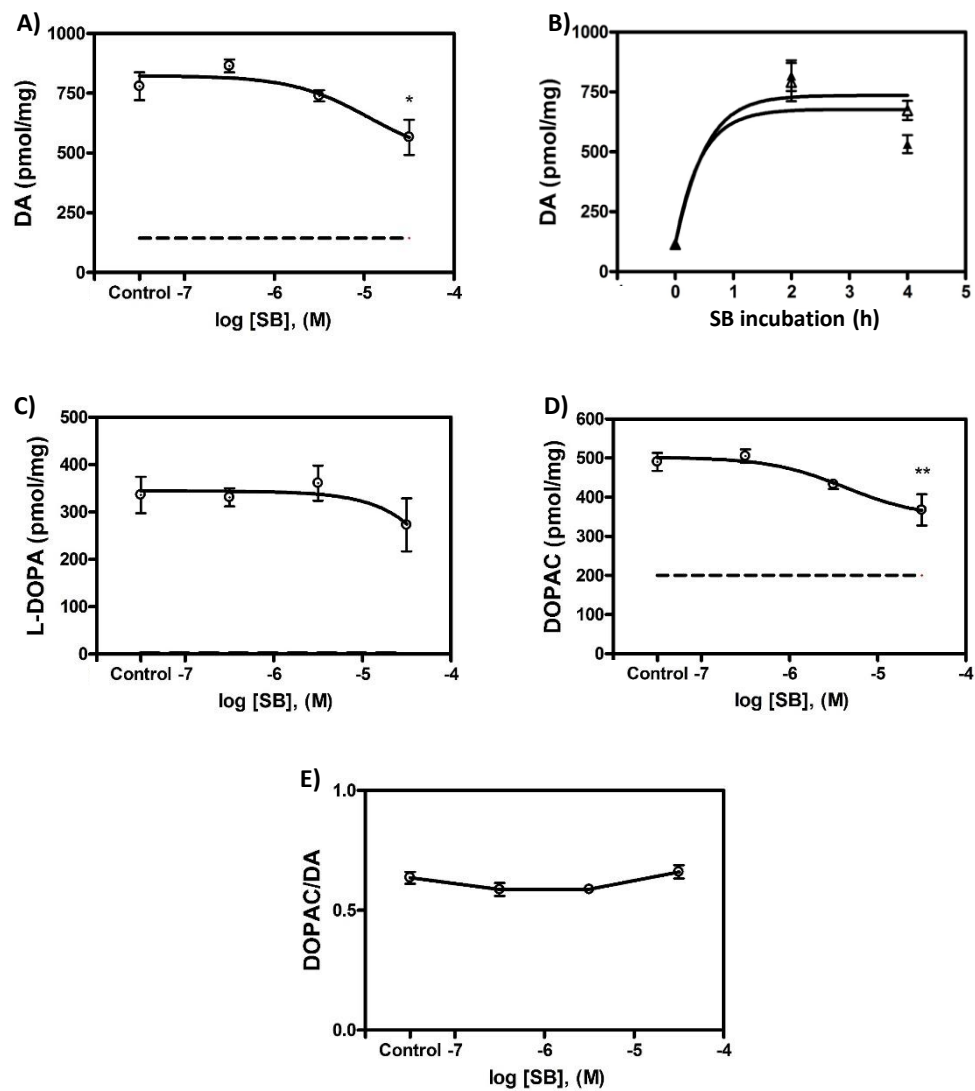 A)
1000
750
500
250
0
DA (pmol/mg)
*
Control -7 -6 -5 -4
log [SB], (M)
B)
1000
750
500
250
0
DA (pmol/mg)
0 1 2 3 4 5
SB incubation (h)
C)
500
400
300
200
100
0
L-DOPA (pmol/mg)
Control -7 -6 -5 -4
log [SB], (M)
D)
600
500
400
300
200
100
0
DOPAC (pmol/mg)
**
Control -7 -6 -5 -4
log [SB], (M)
E)
1.0
0.5
0.0
DOPAC/DA
Control -7 -6 -5 -4
log [SB], (M)